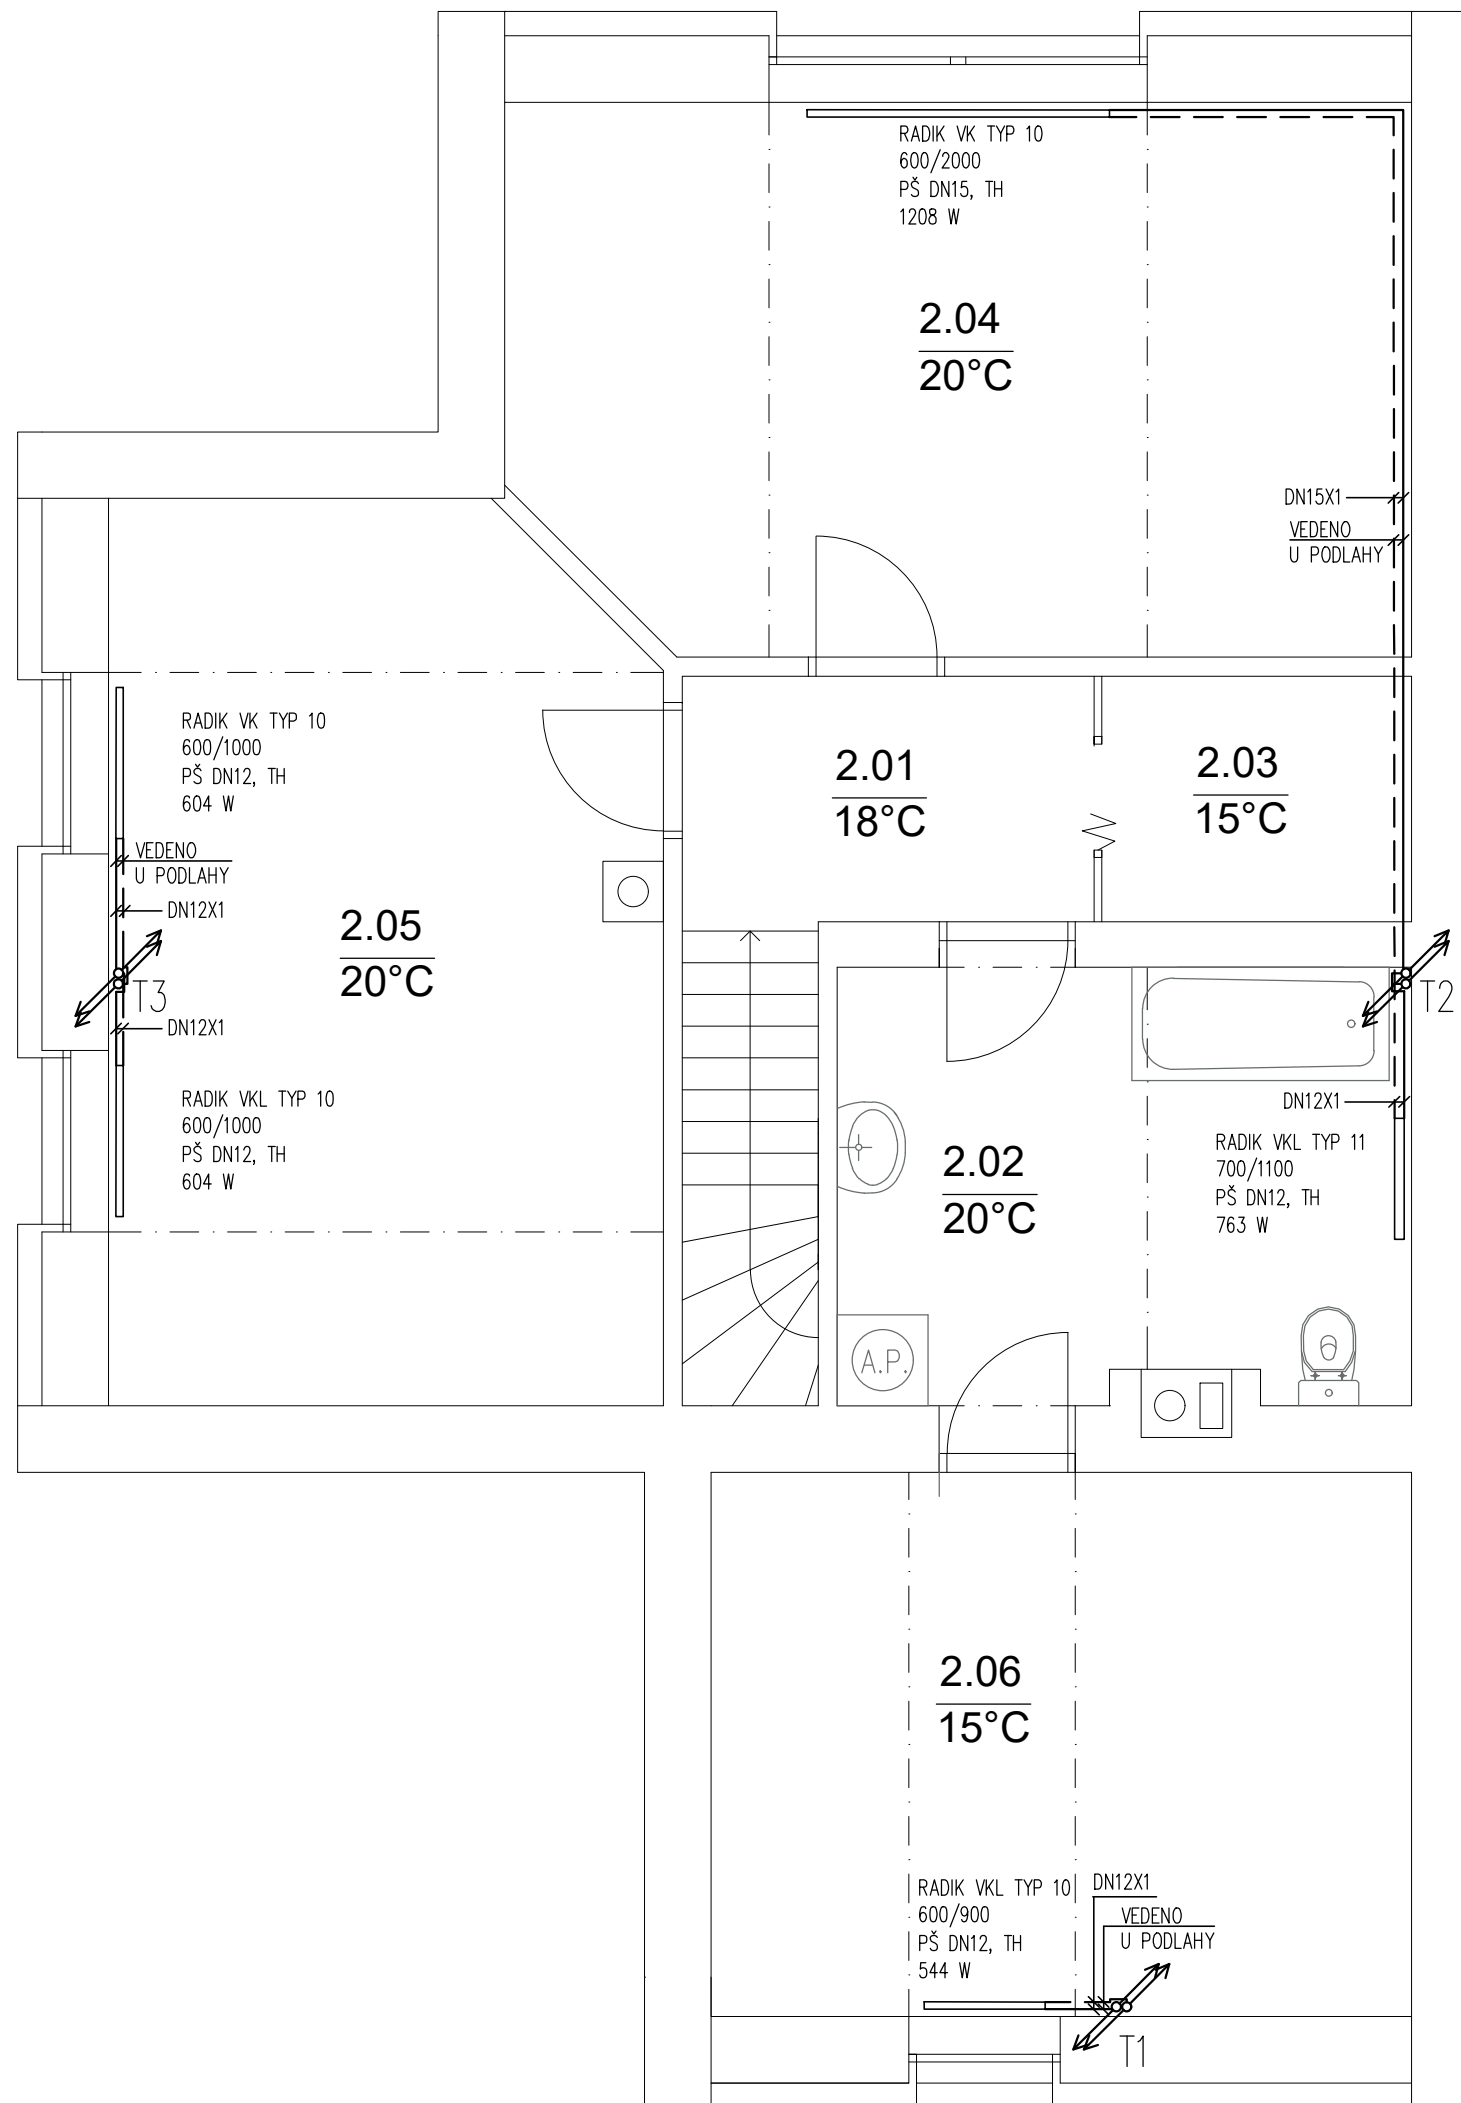 RADIK VK TYP 10
600/2000
PŠ DN15, TH
1208 W
2.04
20°C
DN15X1
VEDENO
U PODLAHY
RADIK VK TYP 10
600/1000
PŠ DN12, TH
604 W
2.01
18°C
2.03
15°C
VEDENO
U PODLAHY
DN12X1
2.05
20°C
T3
DN12X1
T2
RADIK VKL TYP 10
600/1000
PŠ DN12, TH
604 W
DN12X1
2.02
20°C
RADIK VKL TYP 11
700/1100
PŠ DN12, TH
763 W
A.P.
2.06
15°C
RADIK VKL TYP 10
600/900
PŠ DN12, TH
544 W
DN12X1
VEDENO
U PODLAHY
T1